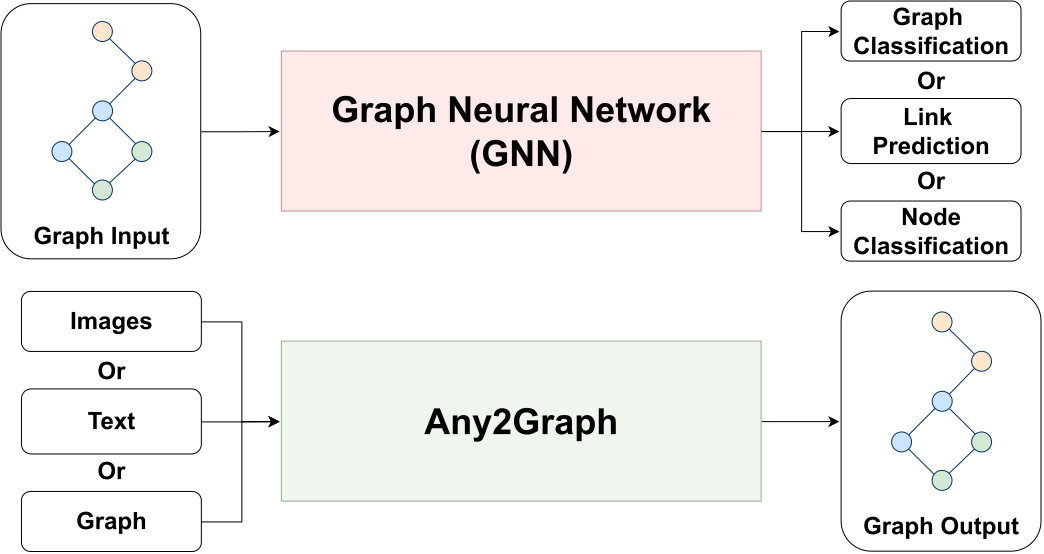 Graph Input
Graph Neural Network
(GNN)
Graph
Classification
Or
Link
Prediction
Or
Node
Classification
Images
Or
Text
Or
Graph
Any2Graph
Graph Output